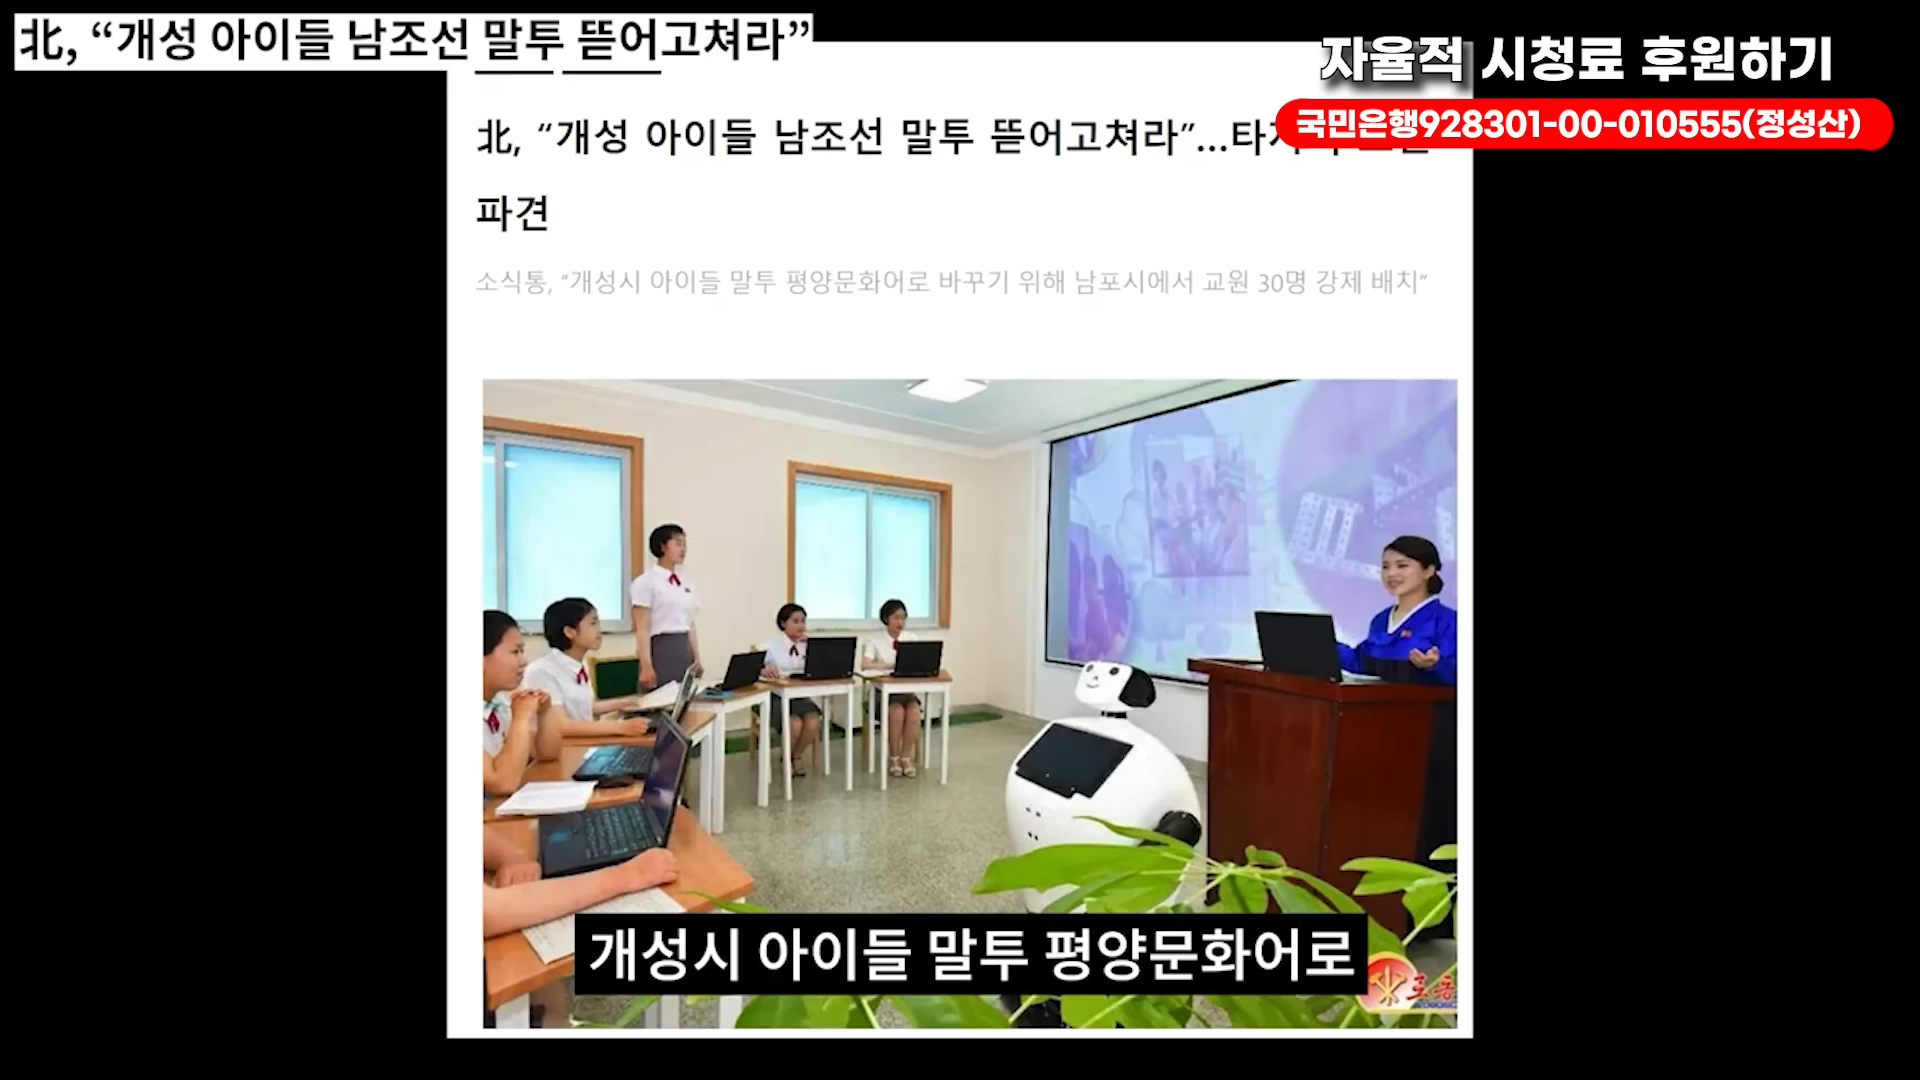 北, “개성 아이들 남조선 말투 뜯어고쳐라”
자율적 시청료 후원하기
국민은행928301-00-010555(정성산)
北, “개성 아이들 남조선 말투 뜯어고쳐라”...
파견
소식통, “개성시 아이들 말투 평양문화어로 바꾸기 위해 남포시에서 교원 30명 강제 배치”
개성시 아이들 말투 평양문화어로